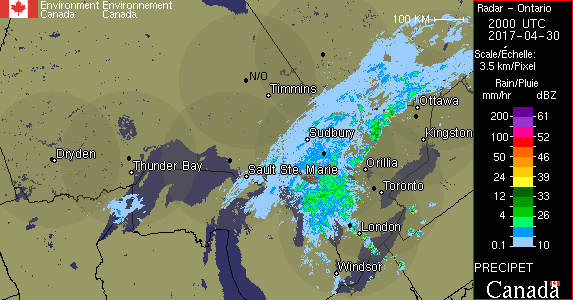 Environment Environnement
Canada Canada
100 KM
N/O
Timmins
Ottawa
Sudbury
Kingston
Dryden
Thunder Bay
Sault Ste. Marie
Orillia
Toronto
London
Windsor
Radar - Ontario
2000 UTC
2017-04-30
Scale/Échelle:
3.5 km/Pixel
Rain/Pluie
mm/hr dBZ
200 61
100 52
50 46
24 39
12 33
4 26
0.1 10
PRECIPET
Canada